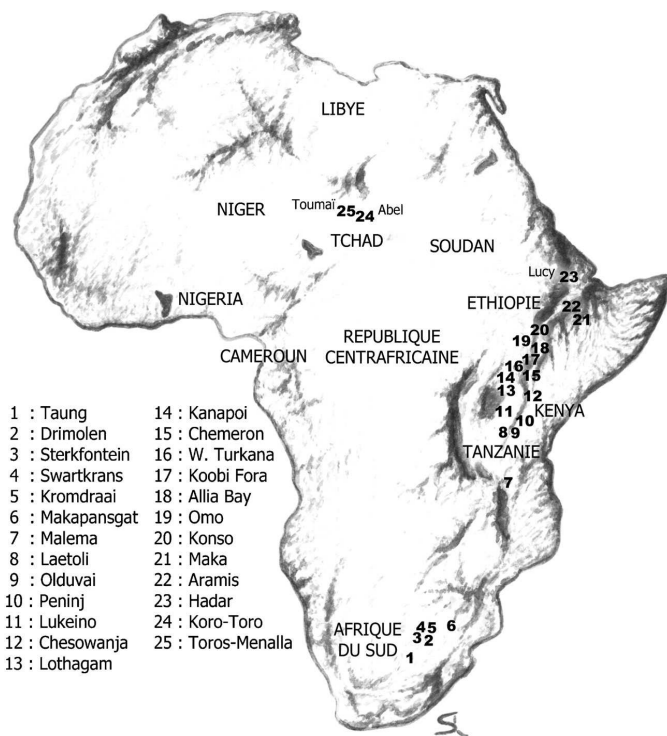 LIBYE
NIGER
Toumaï 25 24 Abel
TCHAD
SOUDAN
Lucy 23
NIGERIA
ETHIOPIE 22
21
20
REPUBLIQUE
CENTRAFRICAINE
CAMEROUN
19
18
17
16
15
14
13
12
11
KENYA
10
8 9
TANZANIE
7
1 : Taung
2 : Drimolen
3 : Sterkfontein
4 : Swartkrans
5 : Kromdraai
6 : Makapansgat
7 : Malema
8 : Laetoli
9 : Olduvai
10 : Peninj
11 : Lukeino
12 : Chesowanja
13 : Lothagam
14 : Kanapoi
15 : Chemeron
16 : W. Turkana
17 : Koobi Fora
18 : Allia Bay
19 : Omo
20 : Konso
21 : Maka
22 : Aramis
23 : Hadar
24 : Koro-Toro
25 : Toros-Menalla
AFRIQUE
DU SUD
4 5 6
3 2
1